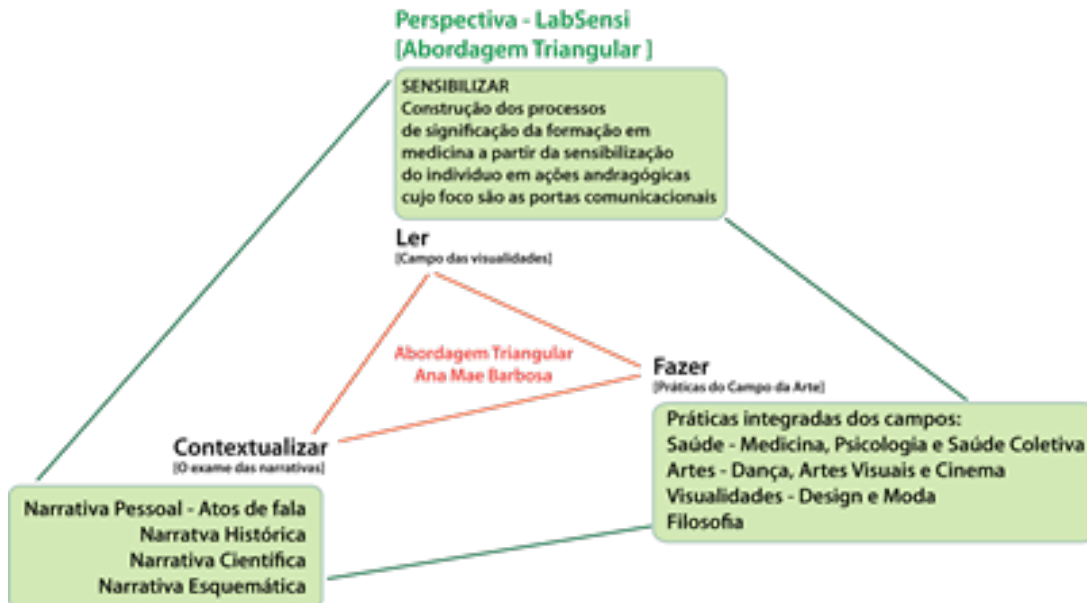 Perspectiva - LabSensi
[Abordagem Triangular ]
SENSIBILIZAR
Construção dos processos
de significação da formação em
medicina a partir da sensibilização
do individuo em ações andragógicas
cujo foco são as portas comunicacionais
Ler
[Campo das visualidades]
Abordagem Triangular
Ana Mae Barbosa
Fazer
[Práticas do Campo da Arte]
Contextualizar
[O exame das narrativas]
Práticas integradas dos campos:
Saúde - Medicina, Psicologia e Saúde Coletiva
Artes - Dança, Artes Visuais e Cinema
Visualidades - Design e Moda
Filosofia
Narrativa Pessoal - Atos de fala
Narratva Histórica
Narrativa Científica
Narrativa Esquemática